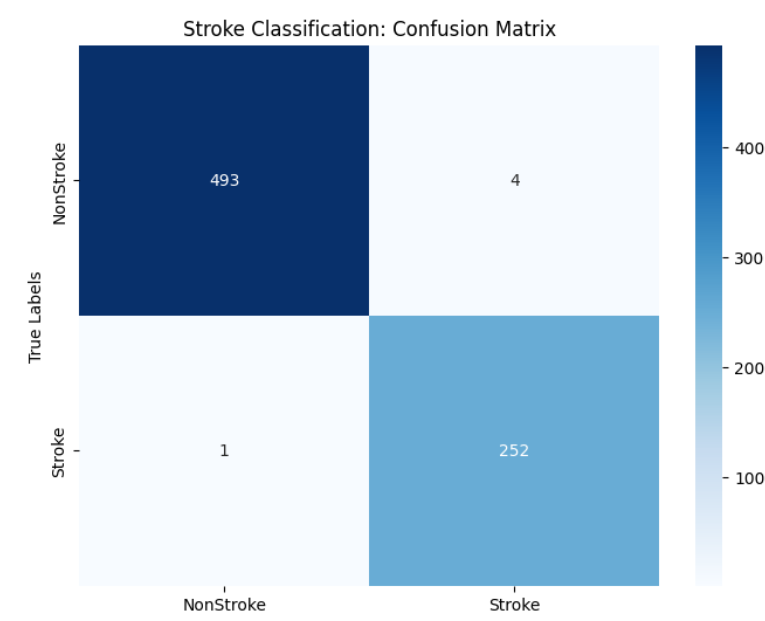 Stroke Classification: Confusion Matrix
NonStroke
493
4
400
300
True Labels
200
Stroke
1
252
100
NonStroke
Stroke